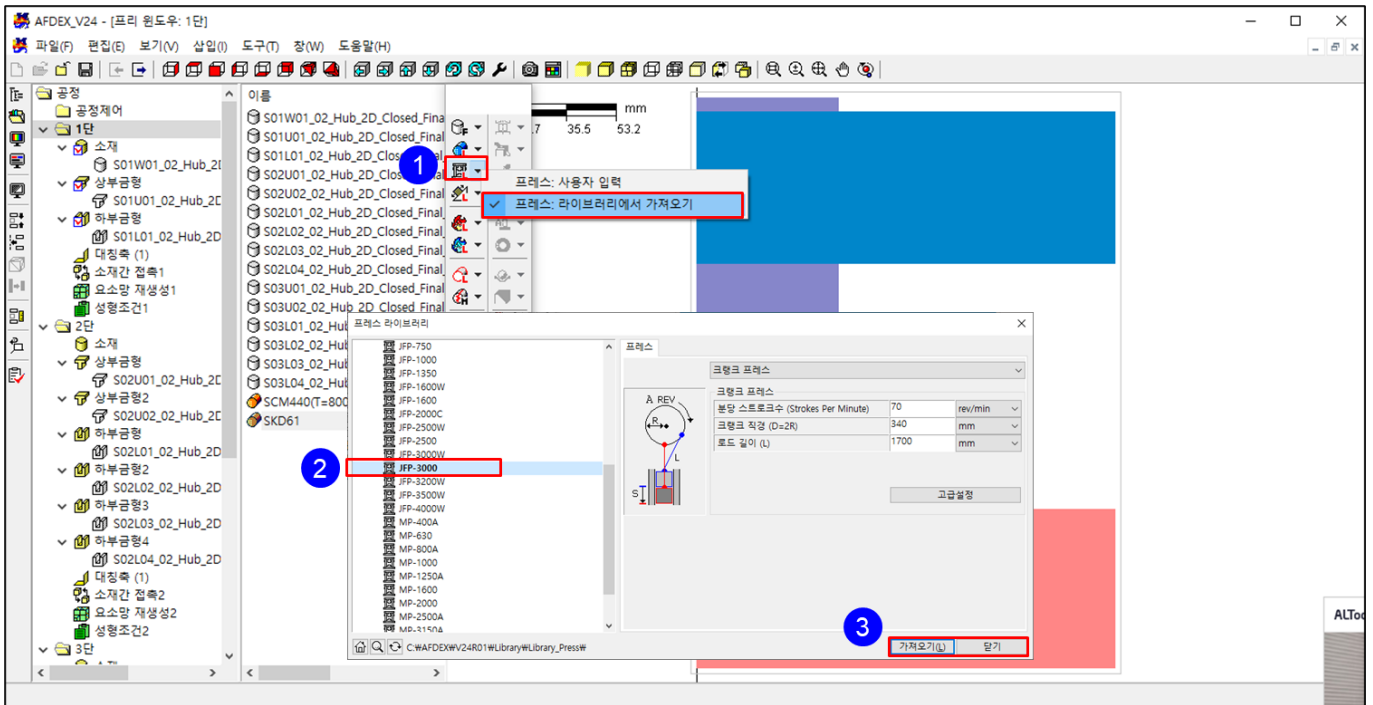 AFDEX_V24 - [프리 윈도우: 1단]
파일(F) 편집(E) 보기(V) 삽입(I) 도구(T) 창(W) 도움말(H)
공정
공정제어
1단
소재
S01W01_02_Hub_2D
상부금형
S01U01_02_Hub_2D
하부금형
S01L01_02_Hub_2D
대칭축 (1)
소재간 접촉1
요소망 재생성1
성형조건1
2단
소재
상부금형
S02U01_02_Hub_2D
상부금형2
S02U02_02_Hub_2D
하부금형
S02L01_02_Hub_2D
하부금형2
S02L02_02_Hub_2D
하부금형3
S02L03_02_Hub_2D
하부금형4
S02L04_02_Hub_2D
대칭축 (1)
소재간 접촉2
요소망 재생성2
성형조건2
3단
이름
S01W01_02_Hub_2D_Closed_Fina
S01U01_02_Hub_2D_Closed_Final
S01L01_02_Hub_2D_Clos
S02U01_02_Hub_2D_Closed_Final
S02U02_02_Hub_2D_Closed_Final
S02L01_02_Hub_2D_Closed_Final_
S02L02_02_Hub_2D_Closed_Final_
S02L03_02_Hub_2D_Closed_Final_
S02L04_02_Hub_2D_Closed_Final_
S03U01_02_Hub_2D_Closed_Final
S03U02_02_Hub_2D_Closed_Final
S03L01_02_Hub
S03L02_02_Hub
S03L03_02_Hub
S03L04_02_Hub
SCM440(T=800
SKD61
mm
.7 35.5 53.2
1
프레스: 사용자 입력
프레스: 라이브러리에서 가져오기
프레스 라이브러리
JFP-750
JFP-1000
JFP-1350
JFP-1600W
JFP-1600
JFP-2000C
JFP-2500W
JFP-2500
JFP-3000W
2
JFP-3000
JFP-3200W
JFP-3500W
JFP-4000W
MP-400A
MP-630
MP-800A
MP-1000
MP-1250A
MP-1600
MP-2000
MP-2500A
MP-3150A
C:₩AFDEX₩V24R01₩Library₩Library_Press₩
프레스
크랭크 프레스
크랭크 프레스
분당 스트로크수 (Strokes Per Minute) 70 rev/min
크랭크 직경 (D=2R) 340 mm
로드 길이 (L) 1700 mm
A REV
R
L
S
고급설정
3
가져오기(L) 닫기
ALToo